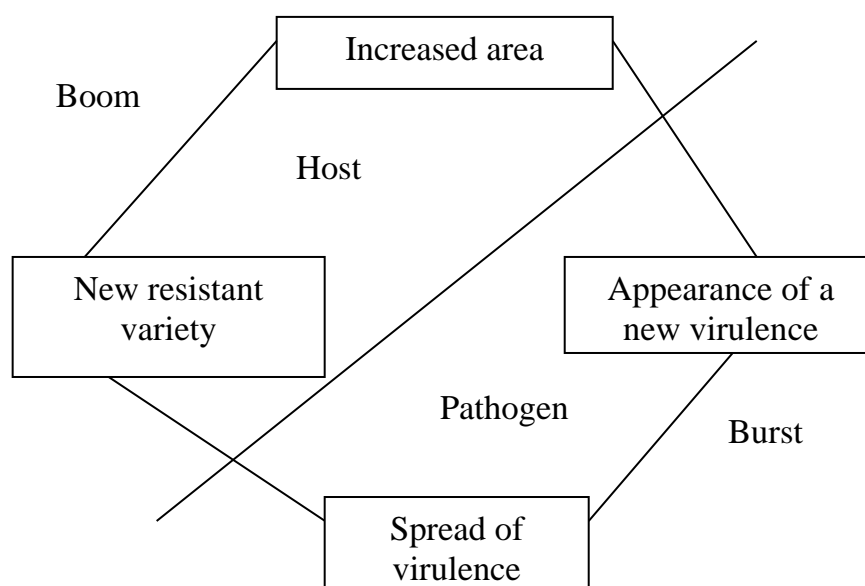 Increased area
Boom
Host
New resistant
variety
Appearance of a
new virulence
Pathogen
Burst
Spread of
virulence